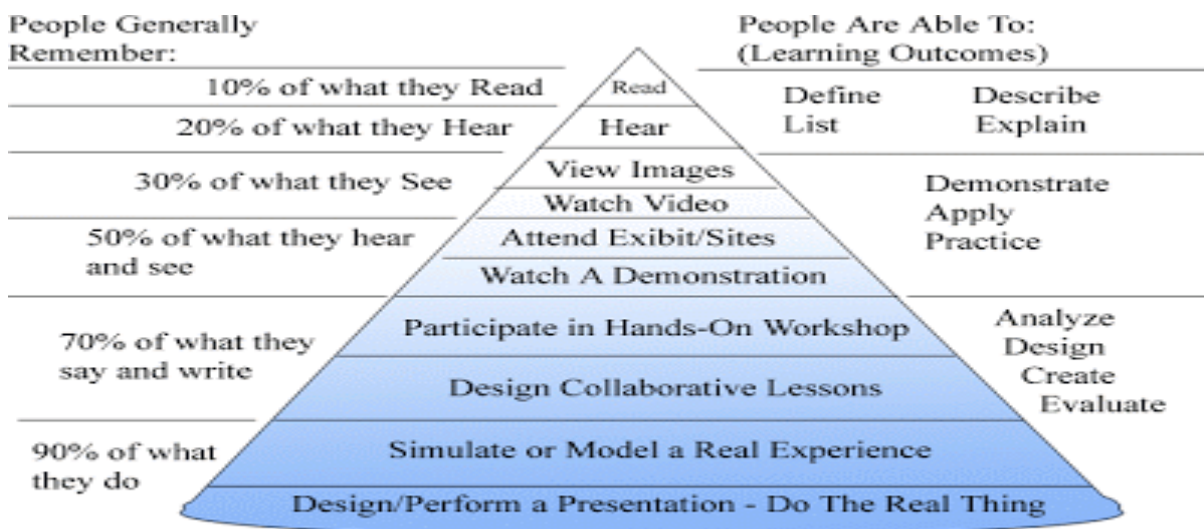 People Generally
Remember:
10% of what they Read
20% of what they Hear
30% of what they See
50% of what they hear
and see
70% of what they
say and write
90% of what
they do
Read
Hear
View Images
Watch Video
Attend Exibit/Sites
Watch A Demonstration
Participate in Hands-On Workshop
Design Collaborative Lessons
Simulate or Model a Real Experience
Design/Perform a Presentation - Do The Real Thing
People Are Able To:
(Learning Outcomes)
Define Describe
List Explain
Demonstrate
Apply
Practice
Analyze
Design
Create
Evaluate